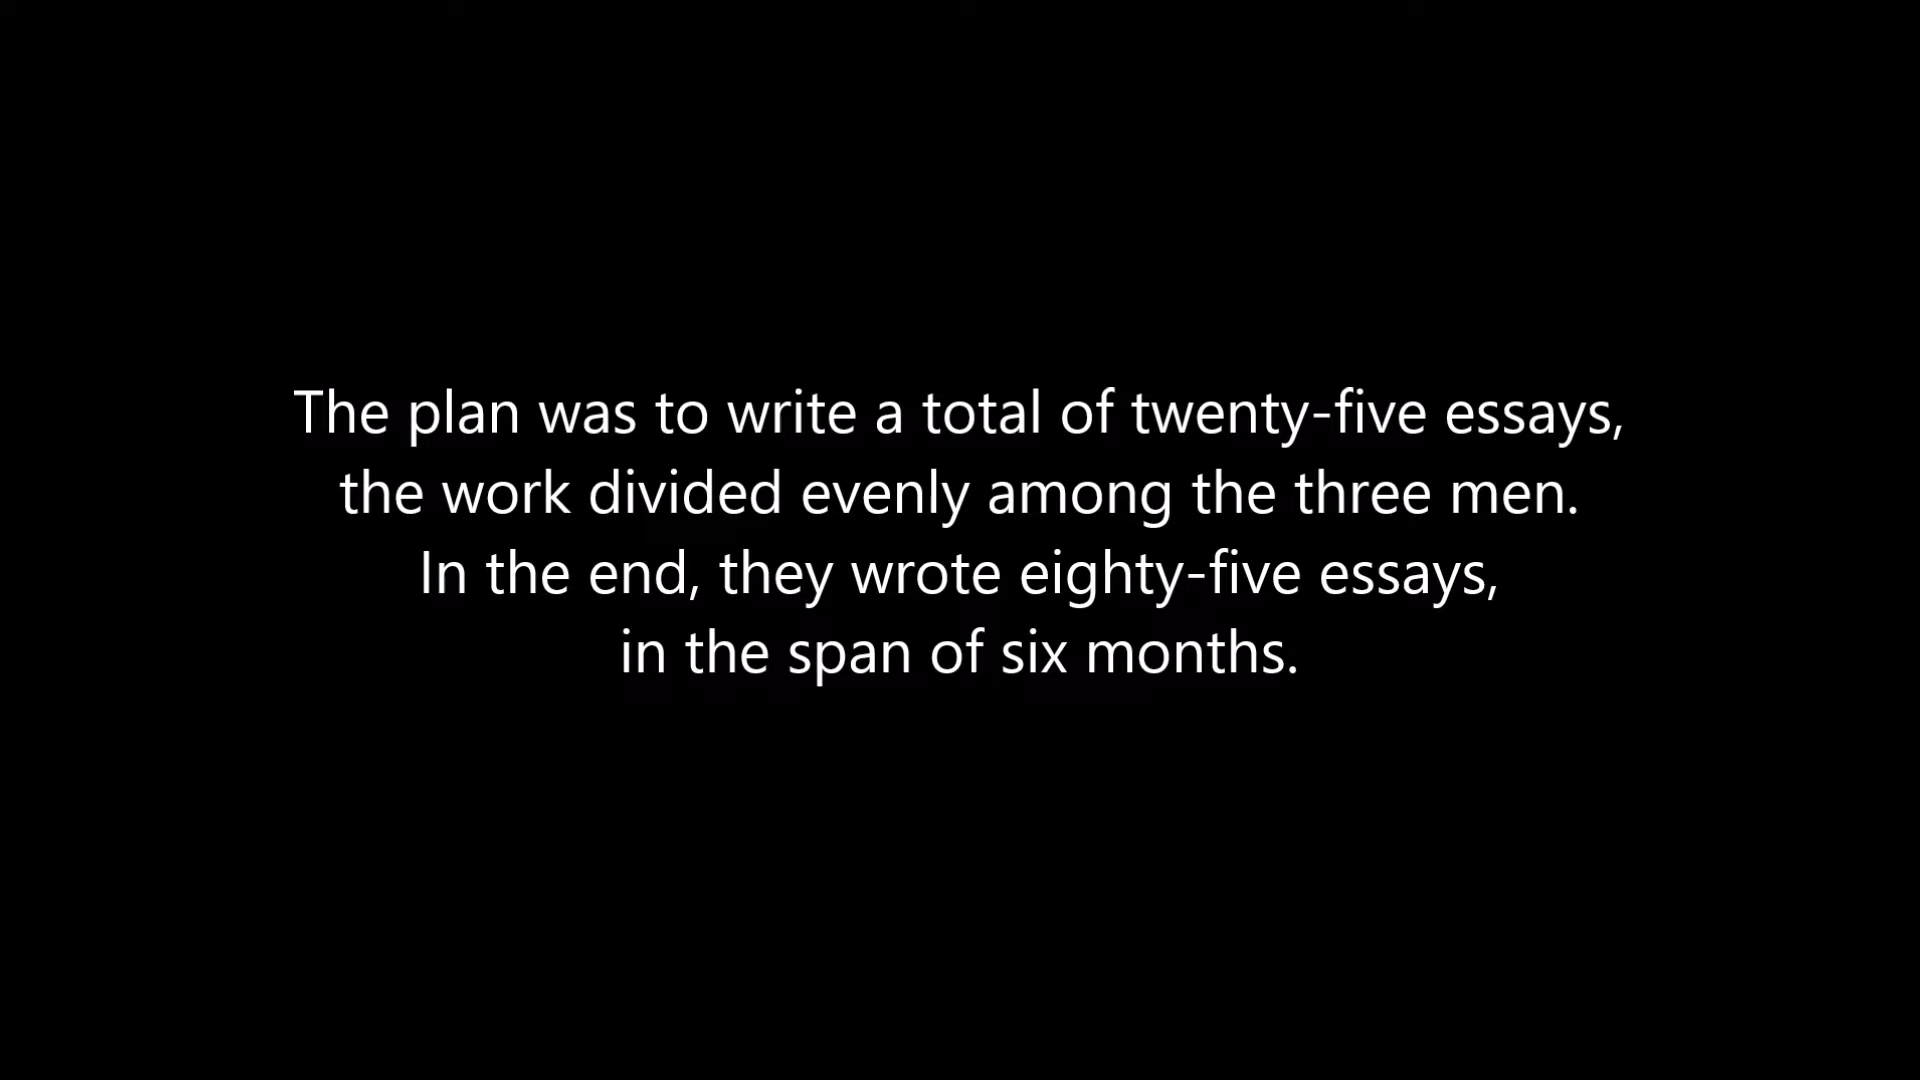 The plan was to write a total of twenty-five essays,
the work divided evenly among the three men.
In the end, they wrote eighty-five essays,
in the span of six months.